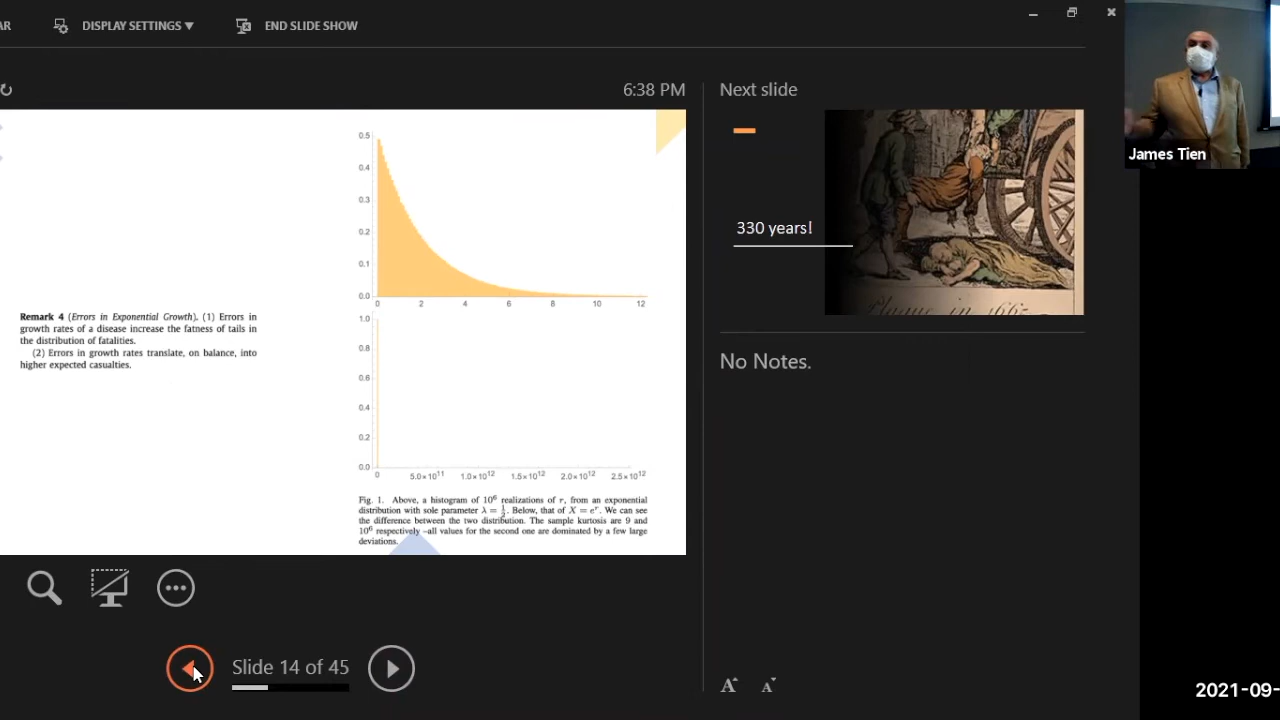 AR
DISPLAY SETTINGS
END SLIDE SHOW
6:38 PM
Next slide
James Tien
0.5
0.4
0.3
0.2
0.1
0.0
0 2 4 6 8 10 12
330 years!
Plague in 1665
Remark 4 (Errors in Exponential Growth). (1) Errors in
growth rates of a disease increase the fatness of tails in
the distribution of fatalities.
(2) Errors in growth rates translate, on balance, into
higher expected casualties.
1.0
0.8
0.6
0.4
0.2
0.0
0 5.0×10¹¹ 1.0×10¹² 1.5×10¹² 2.0×10¹² 2.5×10¹²
No Notes.
Fig. 1. Above, a histogram of 10⁶ realizations of r, from an exponential
distribution with sole parameter λ = ½. Below, that of X = eʳ. We can see
the difference between the two distribution. The sample kurtosis are 9 and
10⁶ respectively –all values for the second one are dominated by a few large
deviations.
Slide 14 of 45
A A
2021-09-